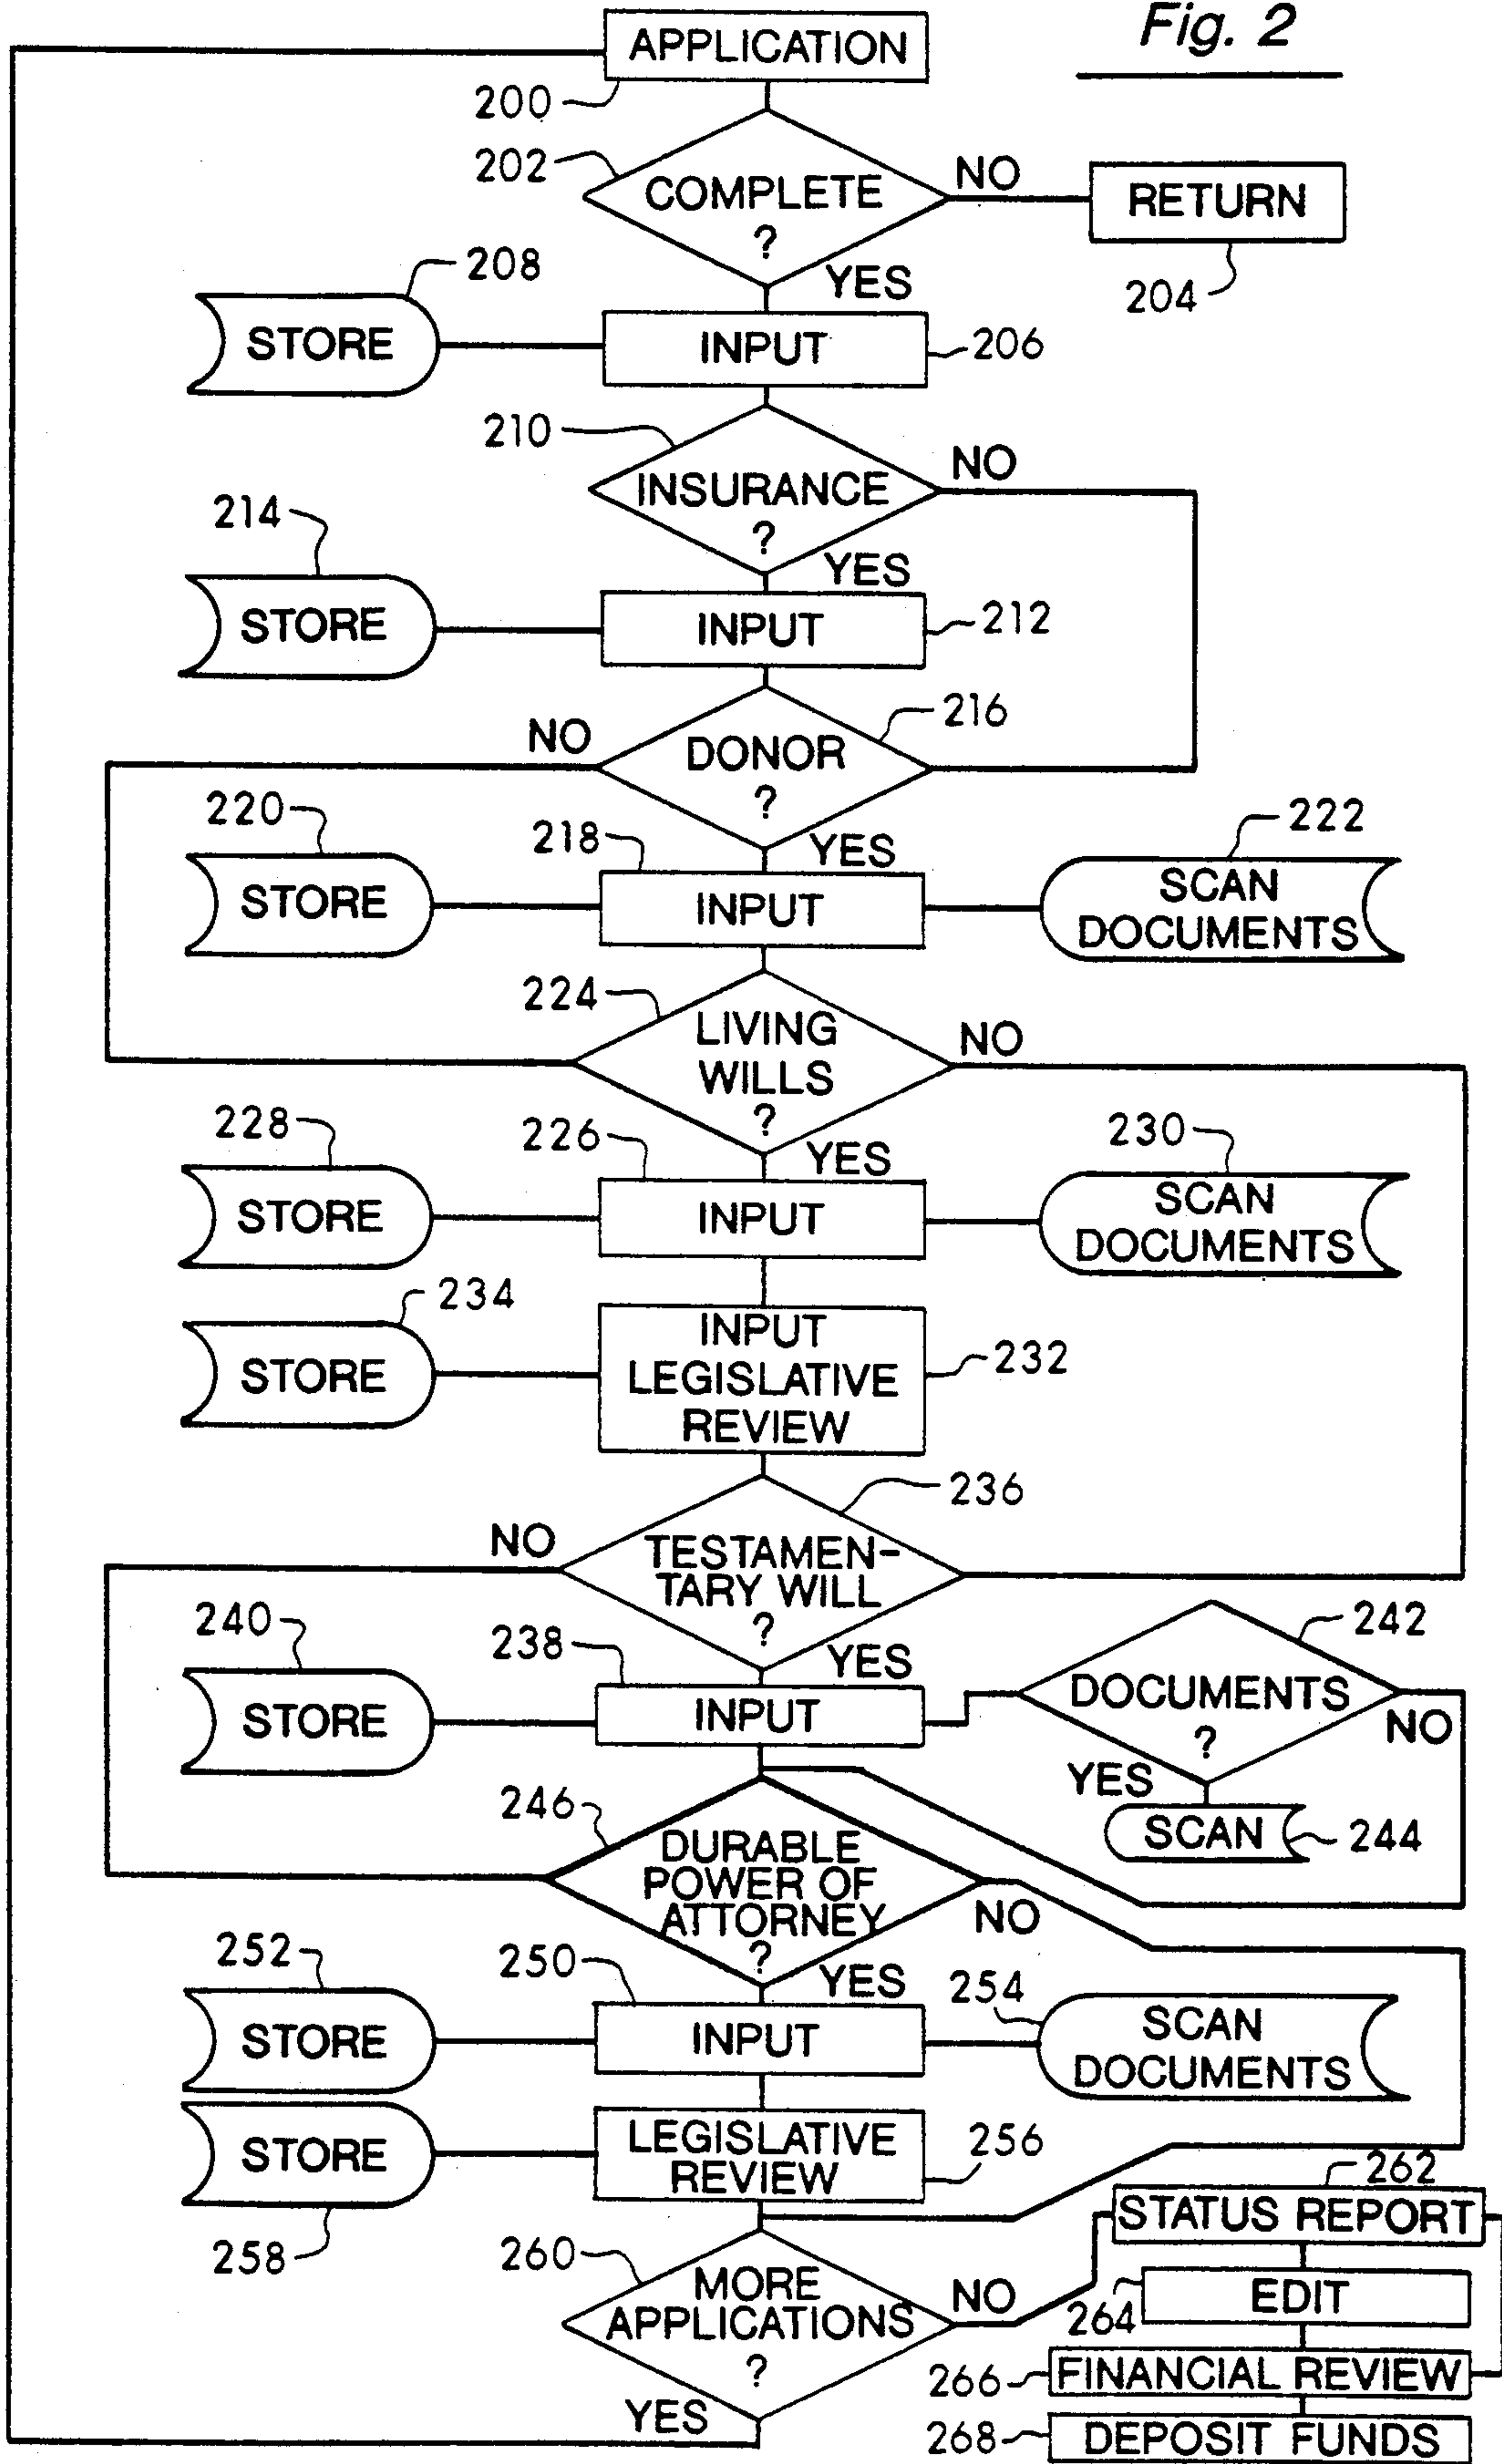 Fig. 2
APPLICATION
200
202
COMPLETE
?
NO
RETURN
204
YES
208
STORE
INPUT
206
210
INSURANCE
?
NO
YES
214
STORE
INPUT
212
216
NO
DONOR
?
YES
220
STORE
218
INPUT
222
SCAN
DOCUMENTS
224
LIVING
WILLS
?
NO
YES
228
STORE
226
INPUT
230
SCAN
DOCUMENTS
234
STORE
INPUT
LEGISLATIVE
REVIEW
232
236
NO
TESTAMEN-
TARY WILL
?
YES
240
STORE
238
INPUT
242
DOCUMENTS
?
NO
YES
SCAN
244
246
DURABLE
POWER OF
ATTORNEY
?
NO
YES
252
STORE
250
INPUT
254
SCAN
DOCUMENTS
STORE
258
LEGISLATIVE
REVIEW
256
260
MORE
APPLICATIONS
?
NO
YES
262
STATUS REPORT
EDIT
264
266
FINANCIAL REVIEW
268
DEPOSIT FUNDS